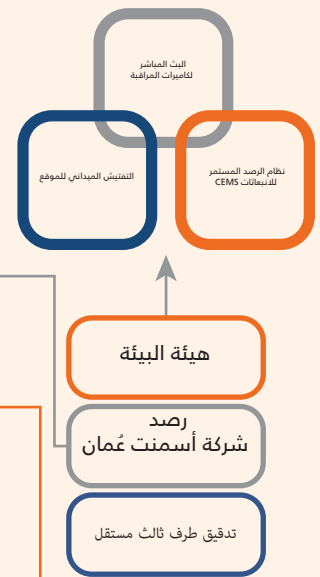 البث المباشر
لكاميرات المراقبة
نظام الرصد المستمر
للانبعاثات CEMS
التفتيش الميداني للموقع
هيئة البيئة
رصد
شركة أسمنت عُمان
تدقيق طرف ثالث مستقل